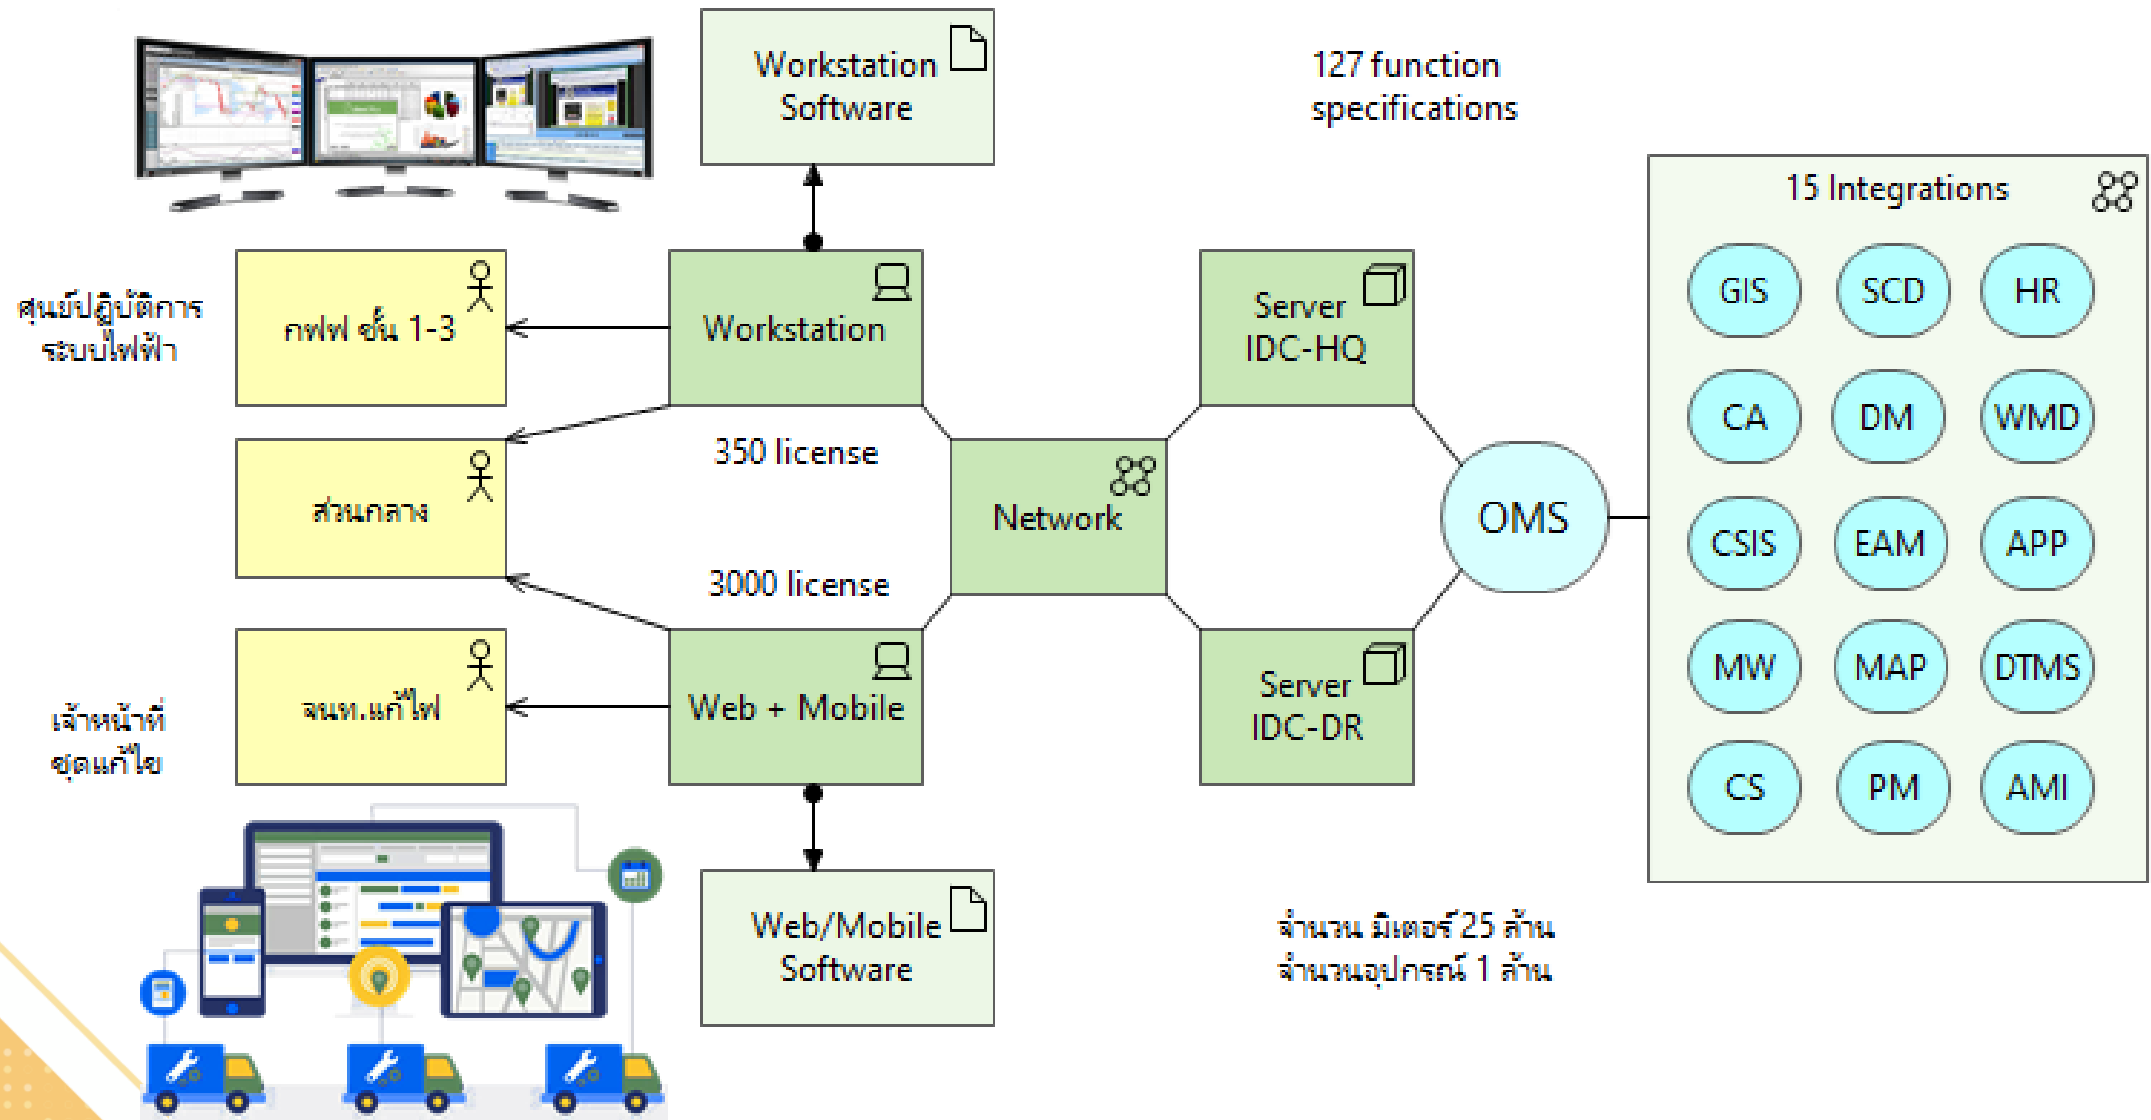 Workstation
Software
127 function
specifications
15 Integrations
GIS
SCD
HR
CA
DM
WMD
CSIS
EAM
APP
MW
MAP
DTMS
CS
PM
AMI
ศูนย์ปฏิบัติการ
ระบบไฟฟ้า
กฟฟ ชั้น 1-3
Workstation
Server
IDC-HQ
350 license
ส่วนกลาง
Network
OMS
3000 license
เจ้าหน้าที่
ชุดแก้ไข
จนท.แก้ไฟ
Web + Mobile
Server
IDC-DR
Web/Mobile
Software
จำนวน มิเตอร์ 25 ล้าน
จำนวนอุปกรณ์ 1 ล้าน